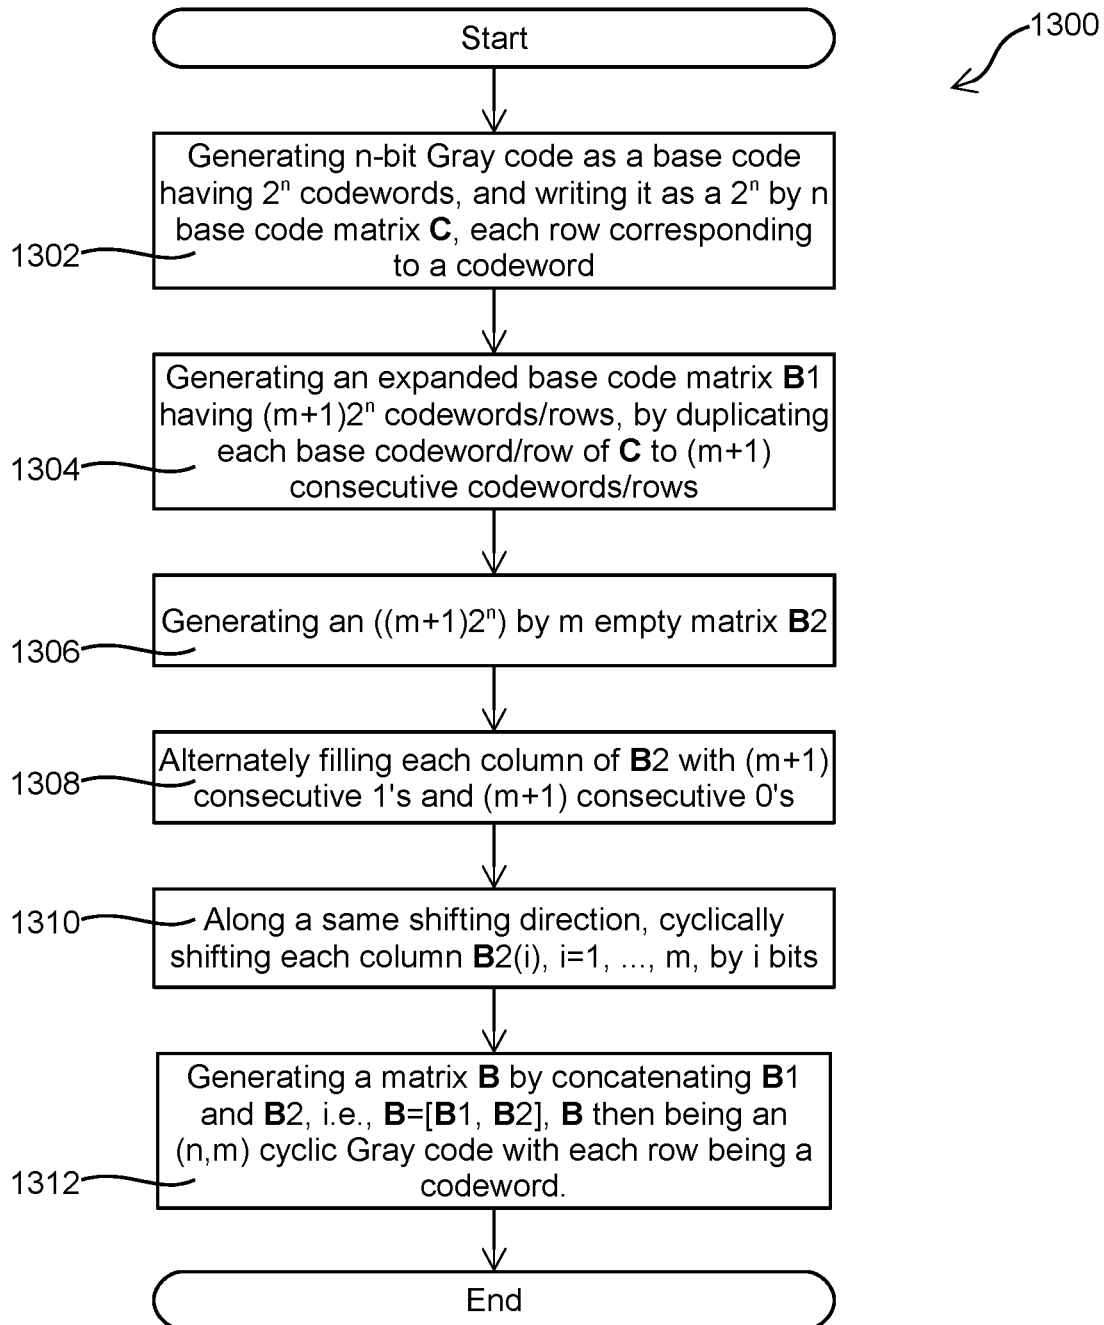 Start
1300
Generating n-bit Gray code as a base code
having 2ⁿ codewords, and writing it as a 2ⁿ by n
base code matrix C, each row corresponding
to a codeword
1302
Generating an expanded base code matrix B1
having (m+1)2ⁿ codewords/rows, by duplicating
each base codeword/row of C to (m+1)
consecutive codewords/rows
1304
Generating an ((m+1)2ⁿ) by m empty matrix B2
1306
Alternately filling each column of B2 with (m+1)
consecutive 1's and (m+1) consecutive 0's
1308
Along a same shifting direction, cyclically
shifting each column B2(i), i=1, ..., m, by i bits
1310
Generating a matrix B by concatenating B1
and B2, i.e., B=[B1, B2], B then being an
(n,m) cyclic Gray code with each row being a
codeword.
1312
End